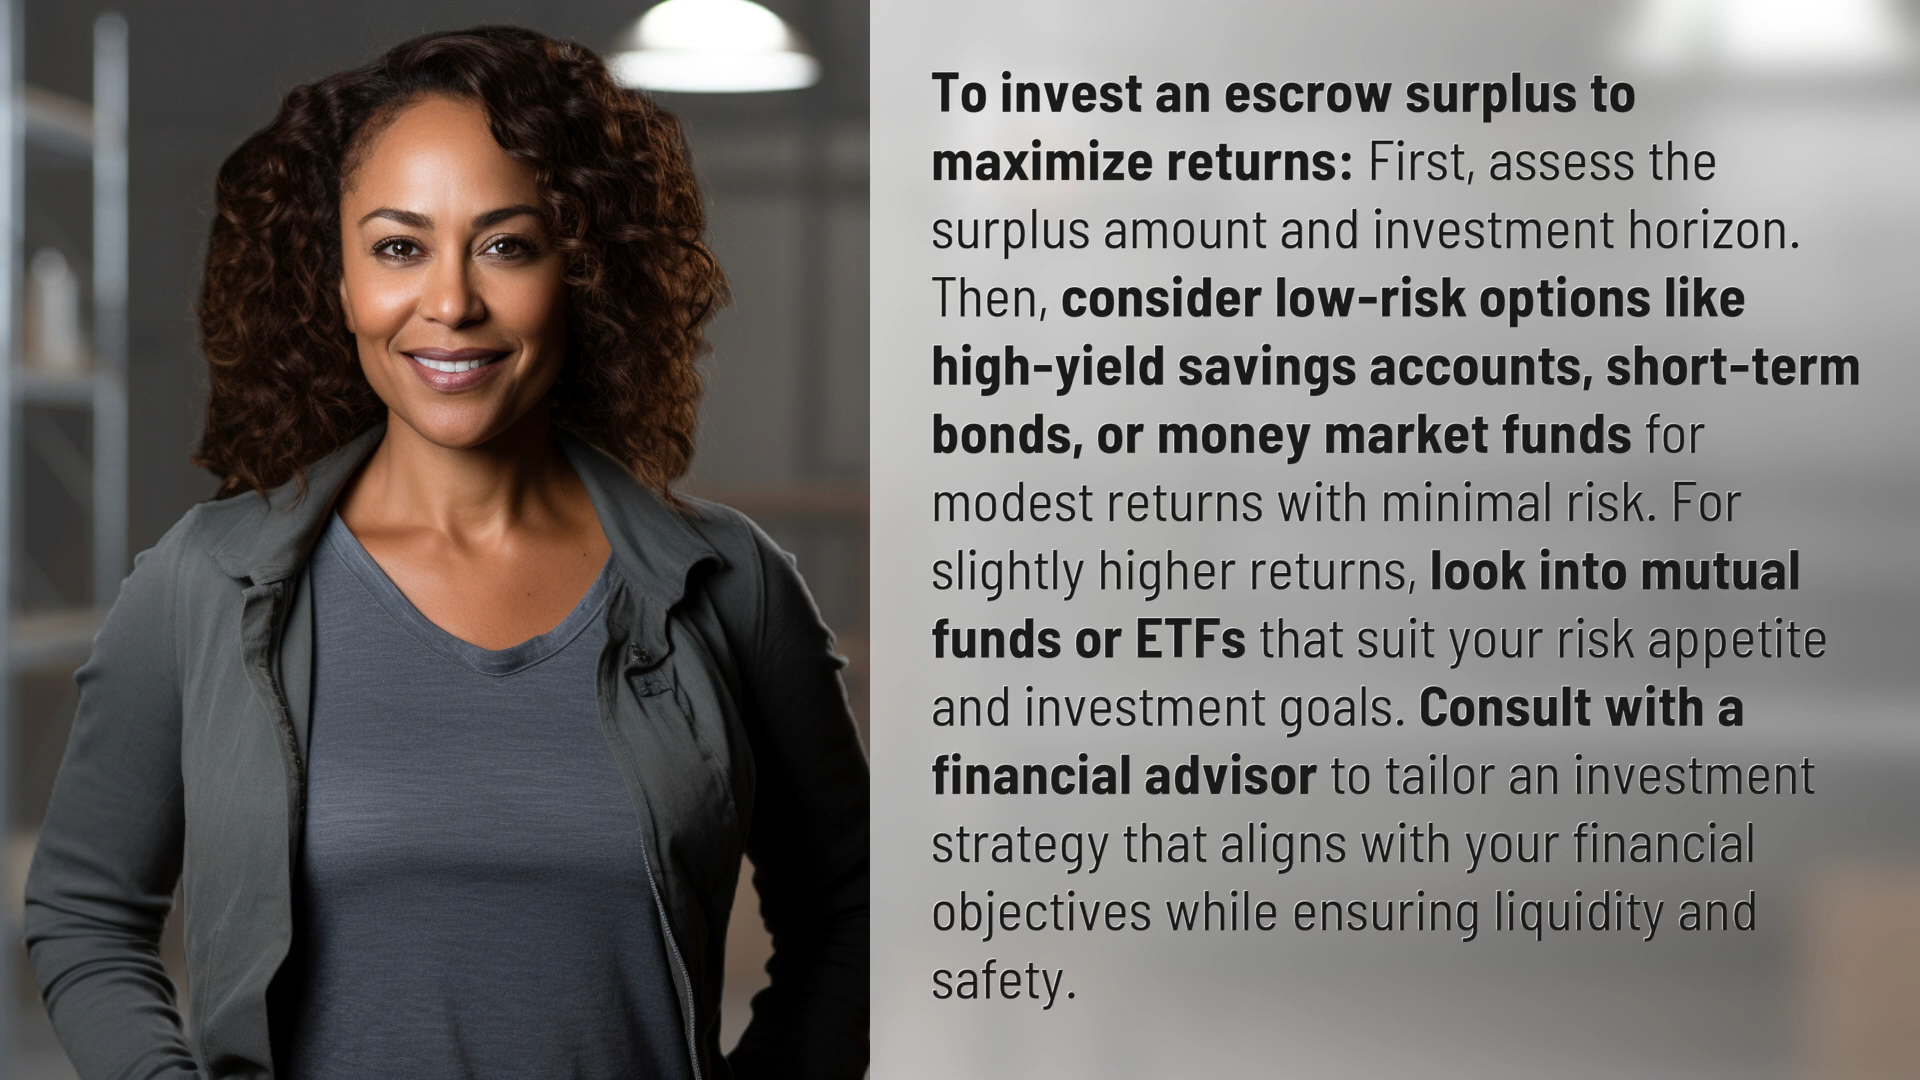 To invest an escrow surplus to
maximize returns: First, assess the
surplus amount and investment horizon.
Then, consider low-risk options like
high-yield savings accounts, short-term
bonds, or money market funds for
modest returns with minimal risk. For
slightly higher returns, look into mutual
funds or ETFs that suit your risk appetite
and investment goals. Consult with a
financial advisor to tailor an investment
strategy that aligns with your financial
objectives while ensuring liquidity and
safety.